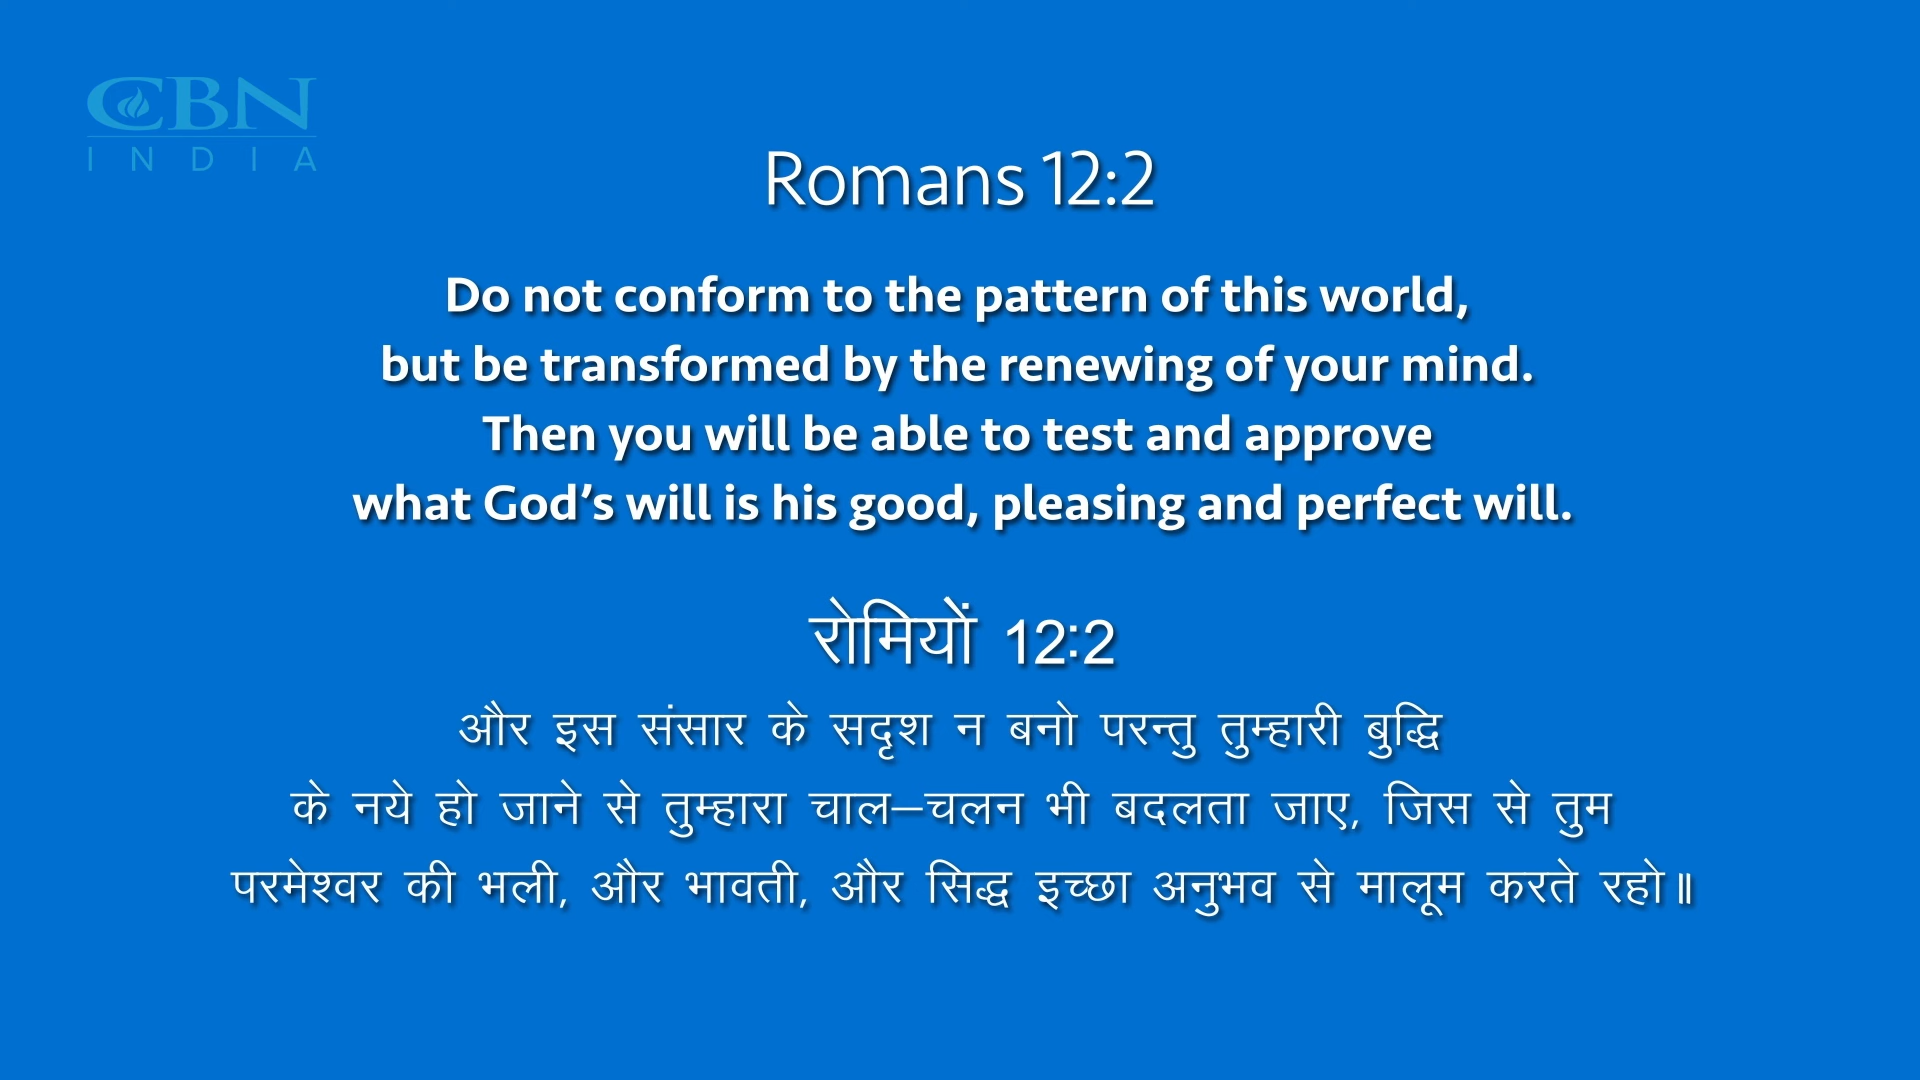 CBN
INDIA
Romans 12:2
Do not conform to the pattern of this world,
but be transformed by the renewing of your mind.
Then you will be able to test and approve
what God’s will is his good, pleasing and perfect will.
रोमियों 12:2
और इस संसार के सदृश न बनो परन्तु तुम्हारी बुद्धि
के नये हो जाने से तुम्हारा चाल–चलन भी बदलता जाए, जिस से तुम
परमेश्वर की भली, और भावती, और सिद्ध इच्छा अनुभव से मालूम करते रहो॥